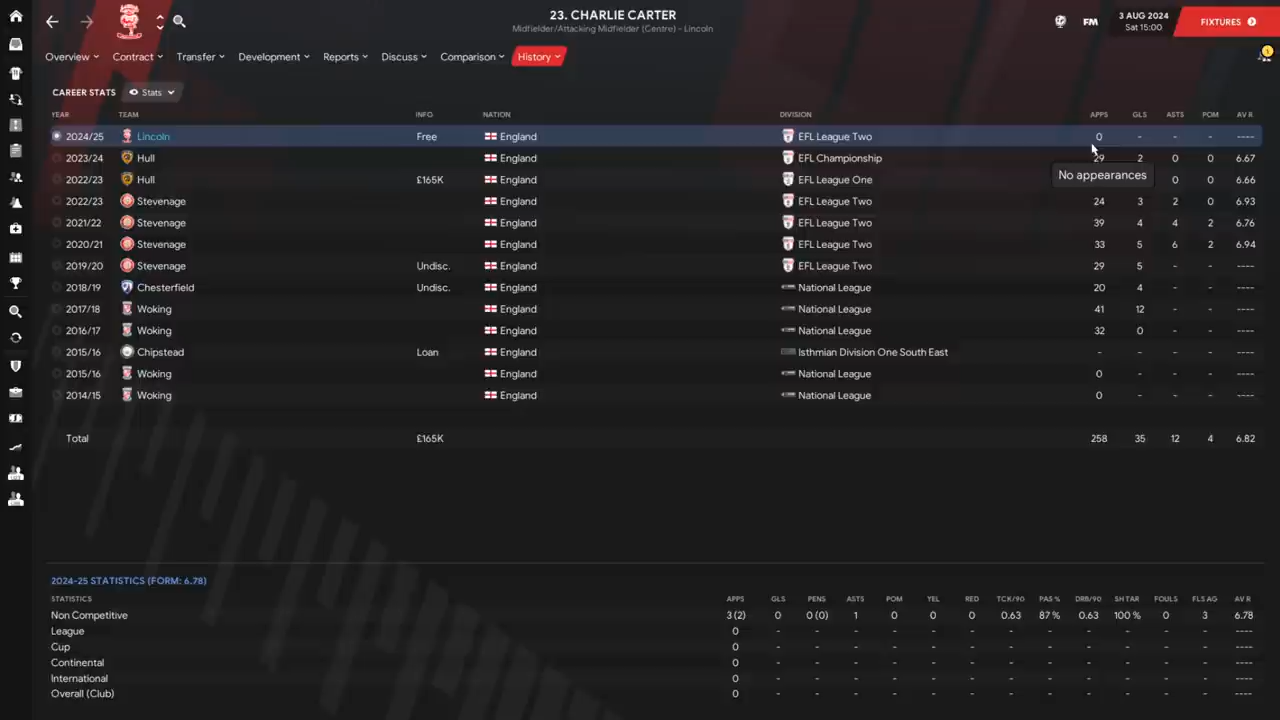 23. CHARLIE CARTER
Midfielder/Attacking Midfielder (Centre) - Lincoln
FM
3 AUG 2024
Sat 15:00
FIXTURES
1
Overview Contract Transfer Development Reports Discuss Comparison History
CAREER STATS Stats
YEAR TEAM INFO NATION DIVISION APPS GLS ASTS POM AV R
2024/25 Lincoln Free England EFL League Two 0 - - - ----
2023/24 Hull England EFL Championship 29 2 0 0 6.67
2022/23 Hull £165K England EFL League One 0 0 6.66
No appearances
2022/23 Stevenage England EFL League Two 24 3 2 0 6.93
2021/22 Stevenage England EFL League Two 39 4 4 2 6.76
2020/21 Stevenage England EFL League Two 33 5 6 2 6.94
2019/20 Stevenage Undisc. England EFL League Two 29 5 - - ----
2018/19 Chesterfield Undisc. England National League 20 4 - - ----
2017/18 Woking England National League 41 12 - - ----
2016/17 Woking England National League 32 0 - - ----
2015/16 Chipstead Loan England Isthmian Division One South East - - - - ----
2015/16 Woking England National League 0 - - - ----
2014/15 Woking England National League 0 - - - ----
Total £165K 258 35 12 4 6.82
2024-25 STATISTICS (FORM: 6.78)
STATISTICS APPS GLS PENS ASTS POM YEL RED TCK/90 PAS % DRB/90 SH TAR FOULS FLS AG AV R
Non Competitive 3 (2) 0 0 (0) 1 0 0 0 0.63 87 % 0.63 100 % 0 3 6.78
League 0 - - - - - - - - - - - - ----
Cup 0 - - - - - - - - - - - - ----
Continental 0 - - - - - - - - - - - - ----
International 0 - - - - - - - - - - - - ----
Overall (Club) 0 - - - - - - - - - - - - ----